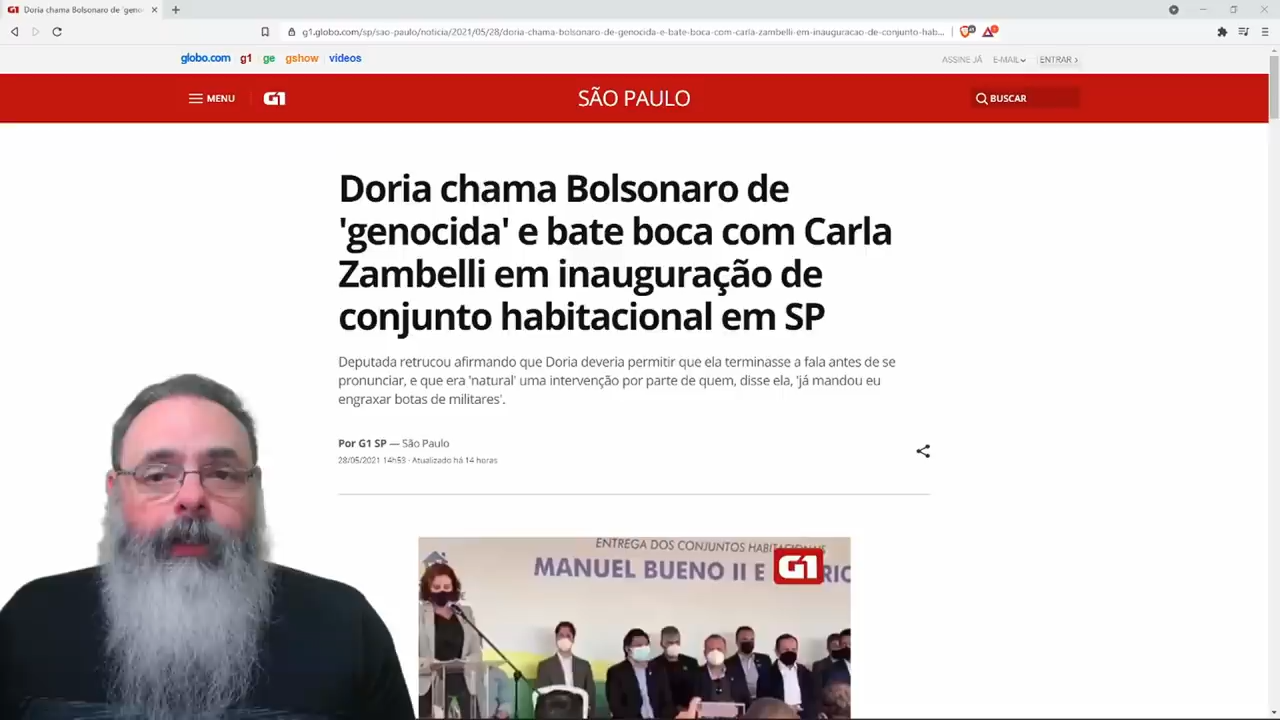 G1 Doria chama Bolsonaro de 'geno
g1.globo.com/sp/sao-paulo/noticia/2021/05/28/doria-chama-bolsonaro-de-genocida-e-bate-boca-com-carla-zambelli-em-inauguracao-de-conjunto-hab...
globo.com g1 ge gshow vídeos
ASSINE JÁ E-MAIL ENTRAR
MENU G1 SÃO PAULO BUSCAR
Doria chama Bolsonaro de
'genocida' e bate boca com Carla
Zambelli em inauguração de
conjunto habitacional em SP
Deputada retrucou afirmando que Doria deveria permitir que ela terminasse a fala antes de se
pronunciar, e que era 'natural' uma intervenção por parte de quem, disse ela, 'já mandou eu
engraxar botas de militares'.
Por G1 SP — São Paulo
28/05/2021 14h53 · Atualizado há 14 horas
ENTREGA DOS CONJUNTOS HABITACIONAIS
MANUEL BUENO II E
G1